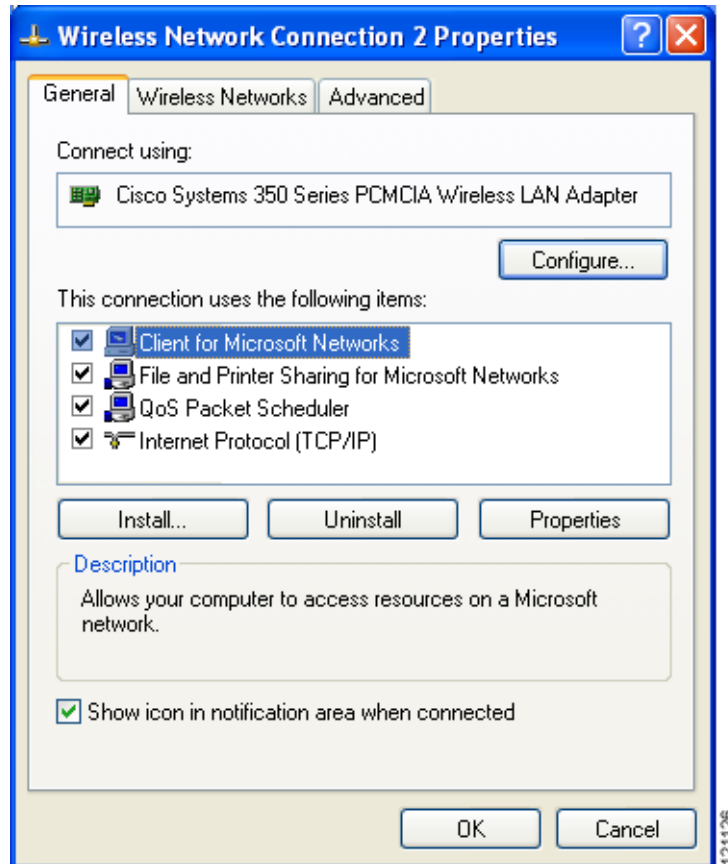 Wireless Network Connection 2 Properties
General Wireless Networks Advanced
Connect using:
Cisco Systems 350 Series PCMCIA Wireless LAN Adapter
Configure...
This connection uses the following items:
Client for Microsoft Networks
File and Printer Sharing for Microsoft Networks
QoS Packet Scheduler
Internet Protocol (TCP/IP)
Install... Uninstall Properties
Description
Allows your computer to access resources on a Microsoft
network.
Show icon in notification area when connected
OK Cancel